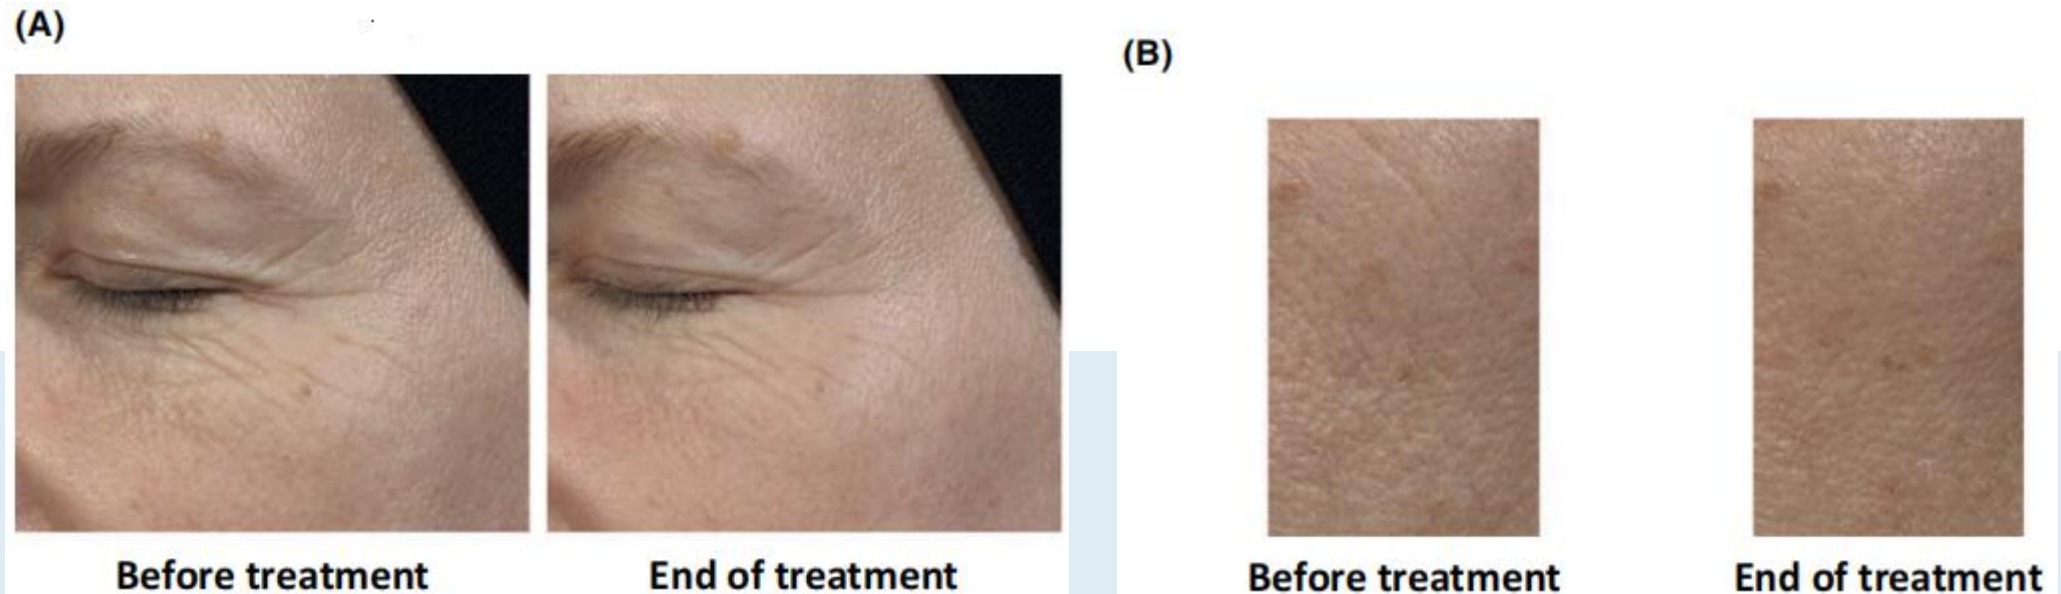 (A)
Before treatment
End of treatment
(B)
Before treatment
End of treatment